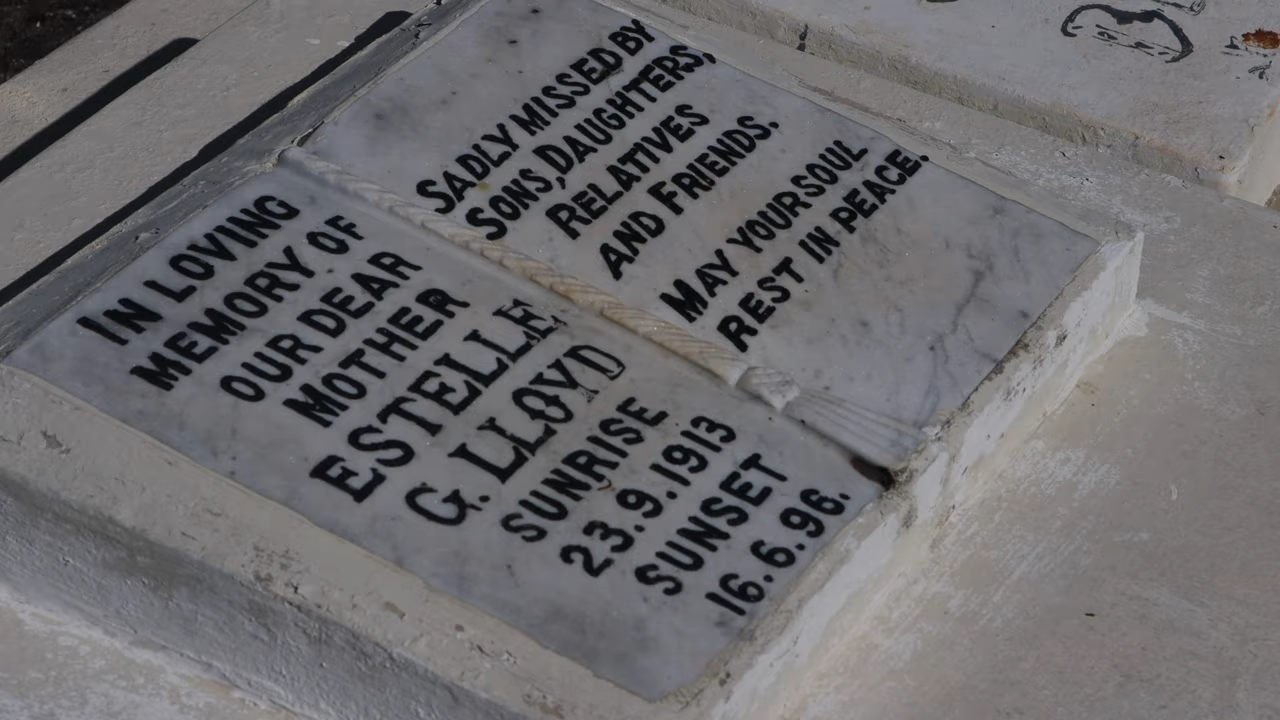 IN LOVING
MEMORY OF
OUR DEAR
MOTHER
ESTELLE
G. LLOYD
SUNRISE
23.9.1913
SUNSET
16.6.96.
SADLY MISSED BY
SONS, DAUGHTERS,
RELATIVES
AND FRIENDS.
MAY YOUR SOUL
REST IN PEACE.